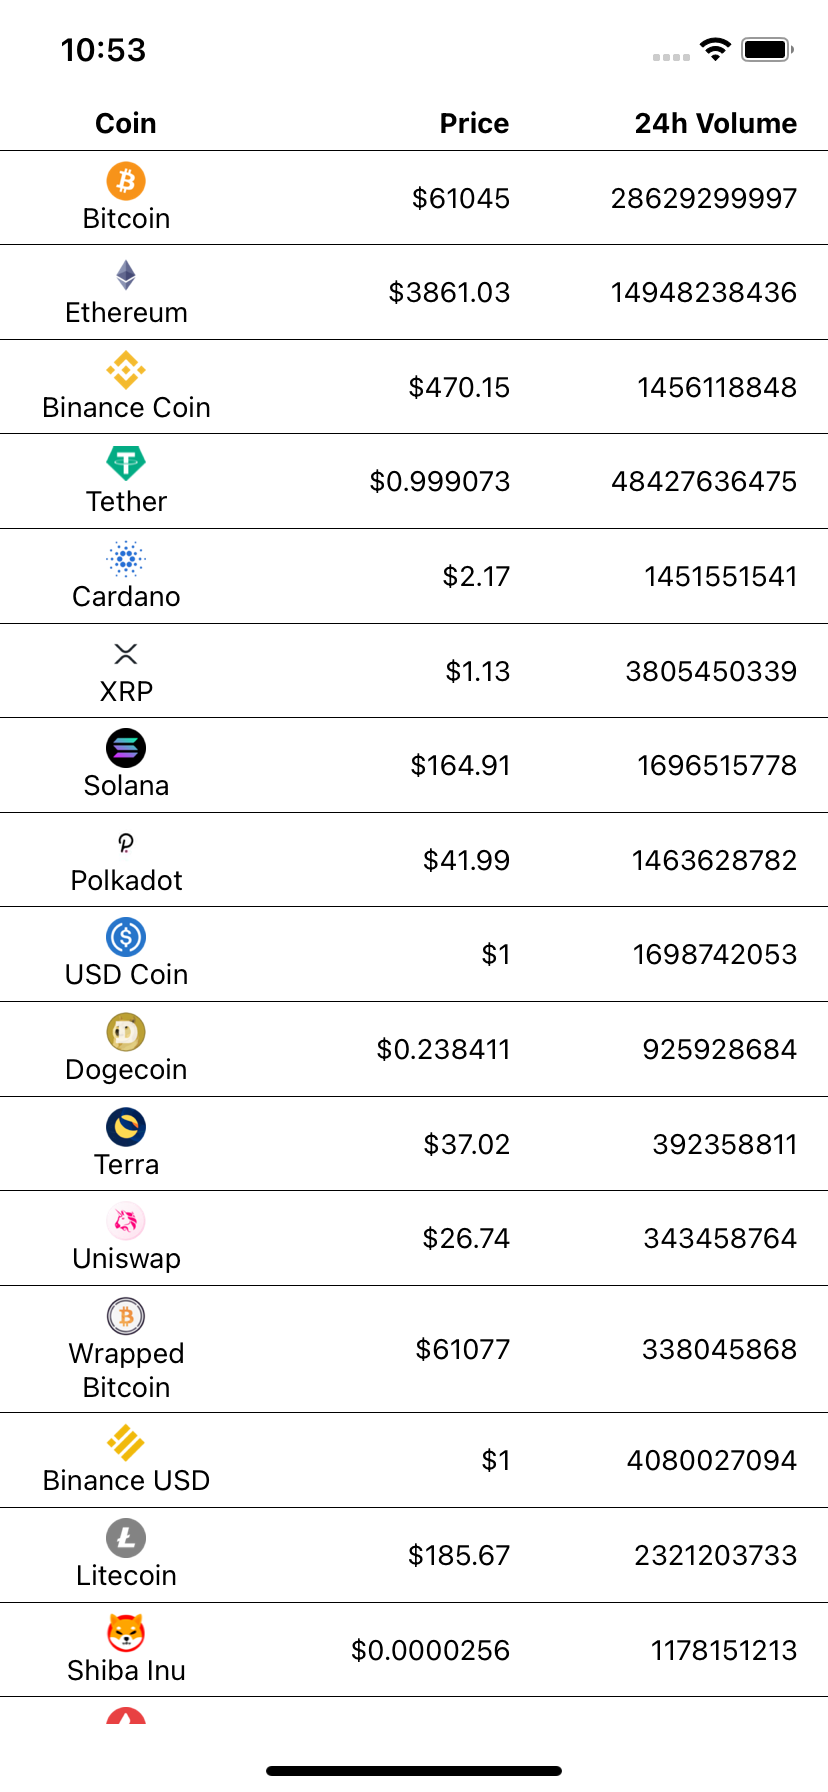 10:53
Coin Price 24h Volume
Bitcoin $61045 28629299997
Ethereum $3861.03 14948238436
Binance Coin $470.15 1456118848
Tether $0.999073 48427636475
Cardano $2.17 1451551541
XRP $1.13 3805450339
Solana $164.91 1696515778
Polkadot $41.99 1463628782
USD Coin $1 1698742053
Dogecoin $0.238411 925928684
Terra $37.02 392358811
Uniswap $26.74 343458764
Wrapped
Bitcoin $61077 338045868
Binance USD $1 4080027094
Litecoin $185.67 2321203733
Shiba Inu $0.0000256 1178151213